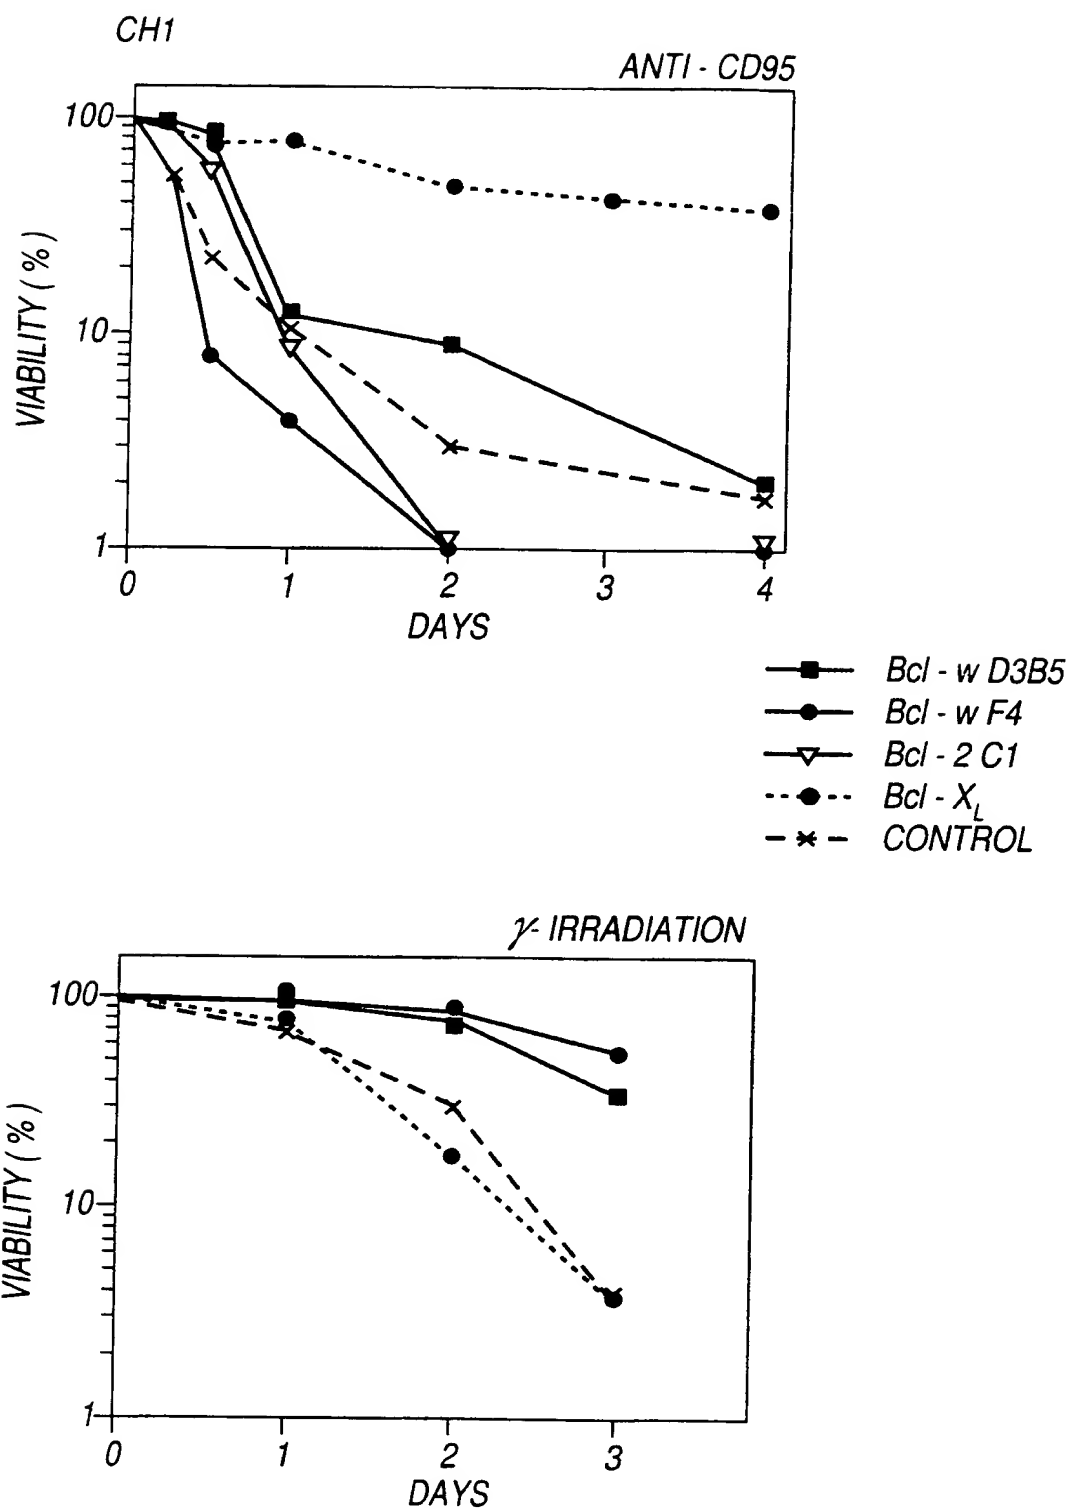 CH1
ANTI - CD95
100
10
1
VIABILITY (%)
0 1 2 3 4
DAYS
Bcl - w D3B5
Bcl - w F4
Bcl - 2 C1
Bcl - XL
CONTROL
γ- IRRADIATION
100
10
1
VIABILITY (%)
0 1 2 3
DAYS